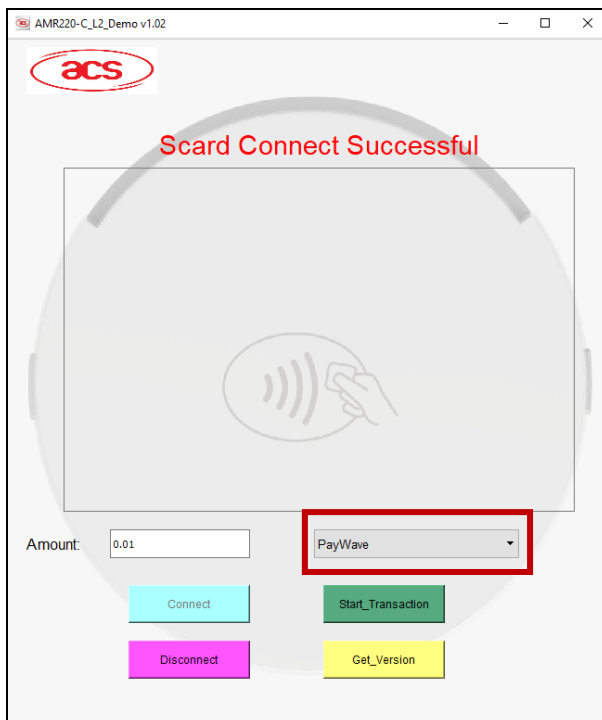 AMR220-C_L2_Demo v1.02
acs
Scard Connect Successful
Amount: 0.01 PayWave
Connect Start_Transaction
Disconnect Get_Version